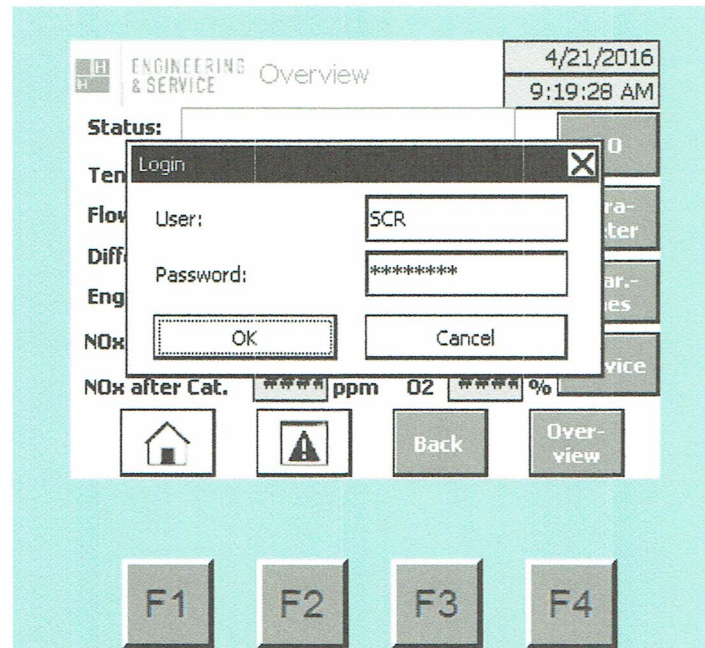 H
H
ENGINEERING
& SERVICE
Overview
4/21/2016
9:19:28 AM
Status:
Login
User:
SCR
Password:
********
OK
Cancel
NOx after Cat.
#### ppm
O2
#### %
Back
Over-
view
F1
F2
F3
F4